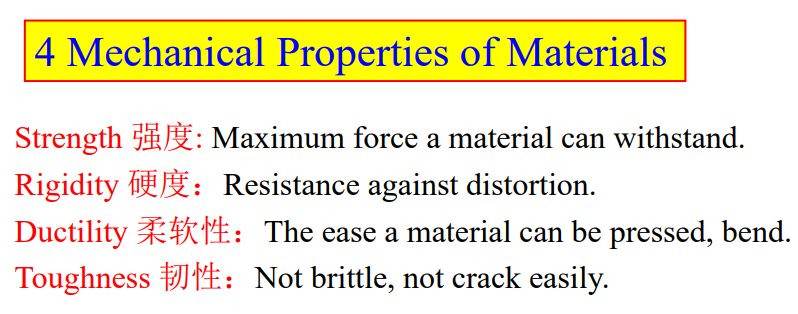 4 Mechanical Properties of Materials
Strength 强度: Maximum force a material can withstand.
Rigidity 硬度：Resistance against distortion.
Ductility 柔软性：The ease a material can be pressed, bend.
Toughness 韧性：Not brittle, not crack easily.